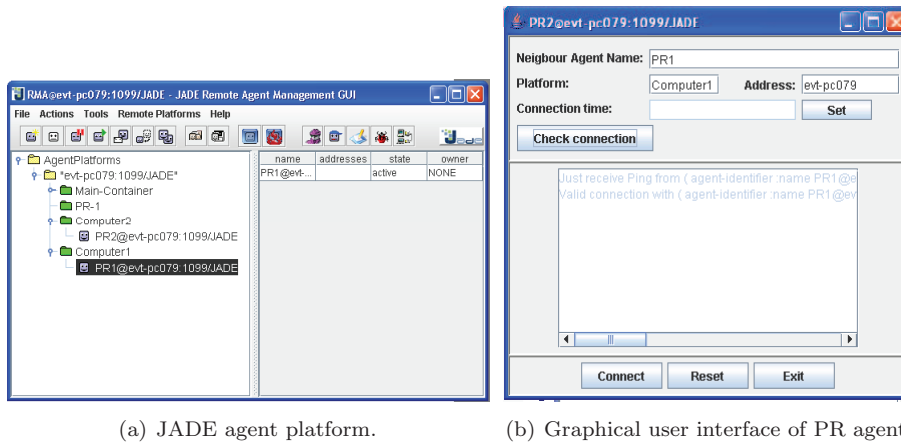 RMA@evt-pc079:1099/JADE - JADE Remote Agent Management GUI
File Actions Tools Remote Platforms Help
AgentPlatforms
"evt-pc079:1099/JADE"
Main-Container
PR-1
Computer2
PR2@evt-pc079:1099/JADE
Computer1
PR1@evt-pc079:1099/JADE
name addresses state owner
PR1@evt-... active NONE
(a) JADE agent platform.
PR2@evt-pc079:1099/JADE
Neigbour Agent Name: PR1
Platform: Computer1 Address: evt-pc079
Connection time: Set
Check connection
Just receive Ping from ( agent-identifier :name PR1@e
Valid connection with ( agent-identifier :name PR1@ev
Connect Reset Exit
(b) Graphical user interface of PR agent